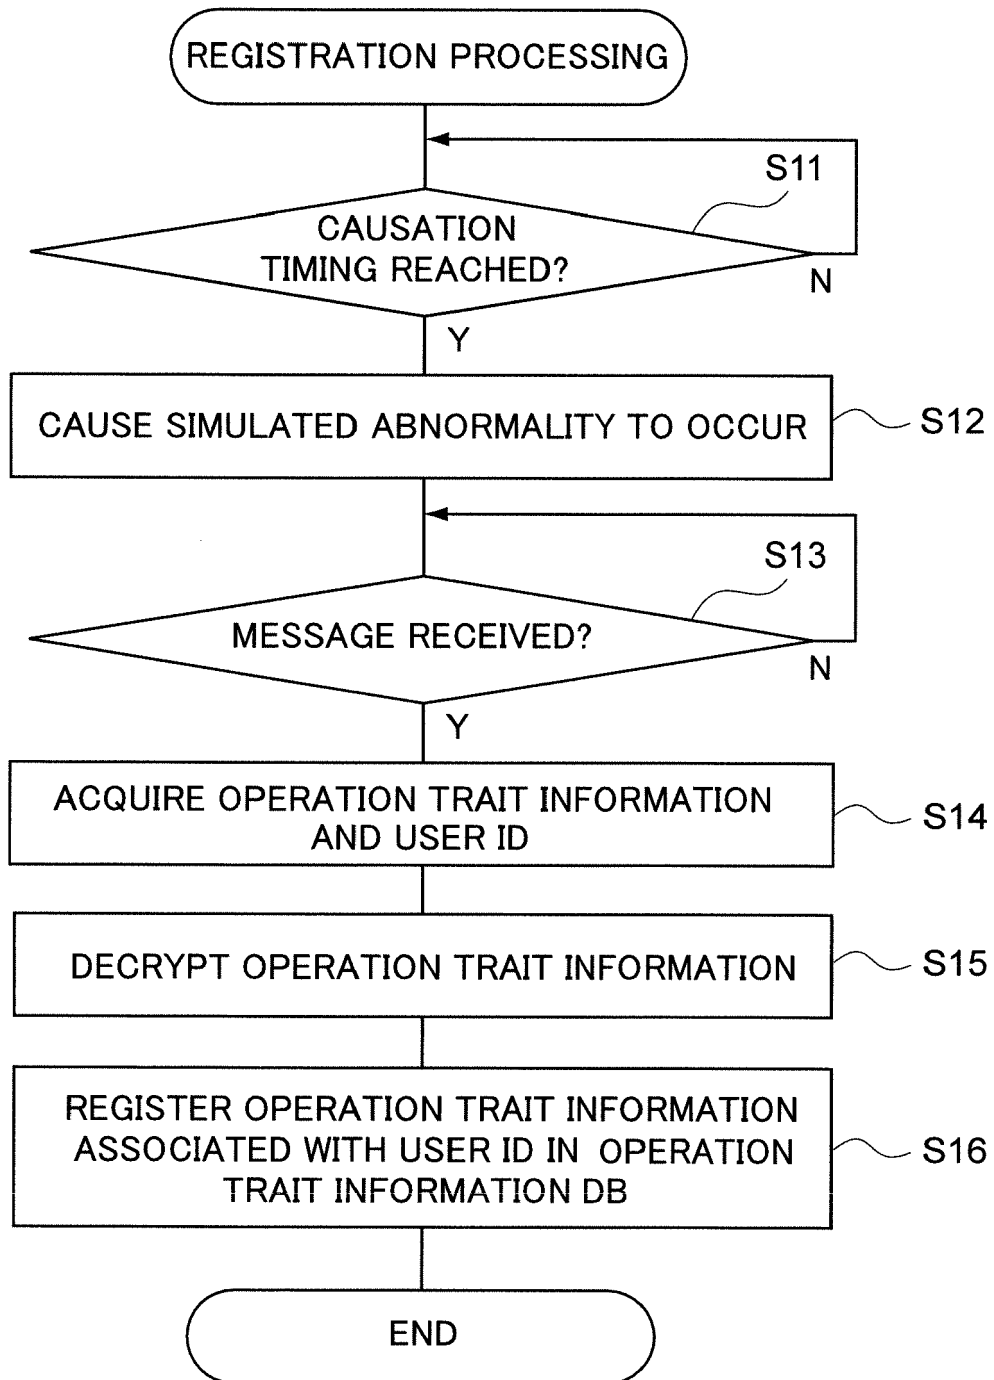 REGISTRATION PROCESSING
S11
CAUSATION
TIMING REACHED?
N
Y
CAUSE SIMULATED ABNORMALITY TO OCCUR
S12
S13
MESSAGE RECEIVED?
N
Y
ACQUIRE OPERATION TRAIT INFORMATION
AND USER ID
S14
DECRYPT OPERATION TRAIT INFORMATION
S15
REGISTER OPERATION TRAIT INFORMATION
ASSOCIATED WITH USER ID IN OPERATION
TRAIT INFORMATION DB
S16
END